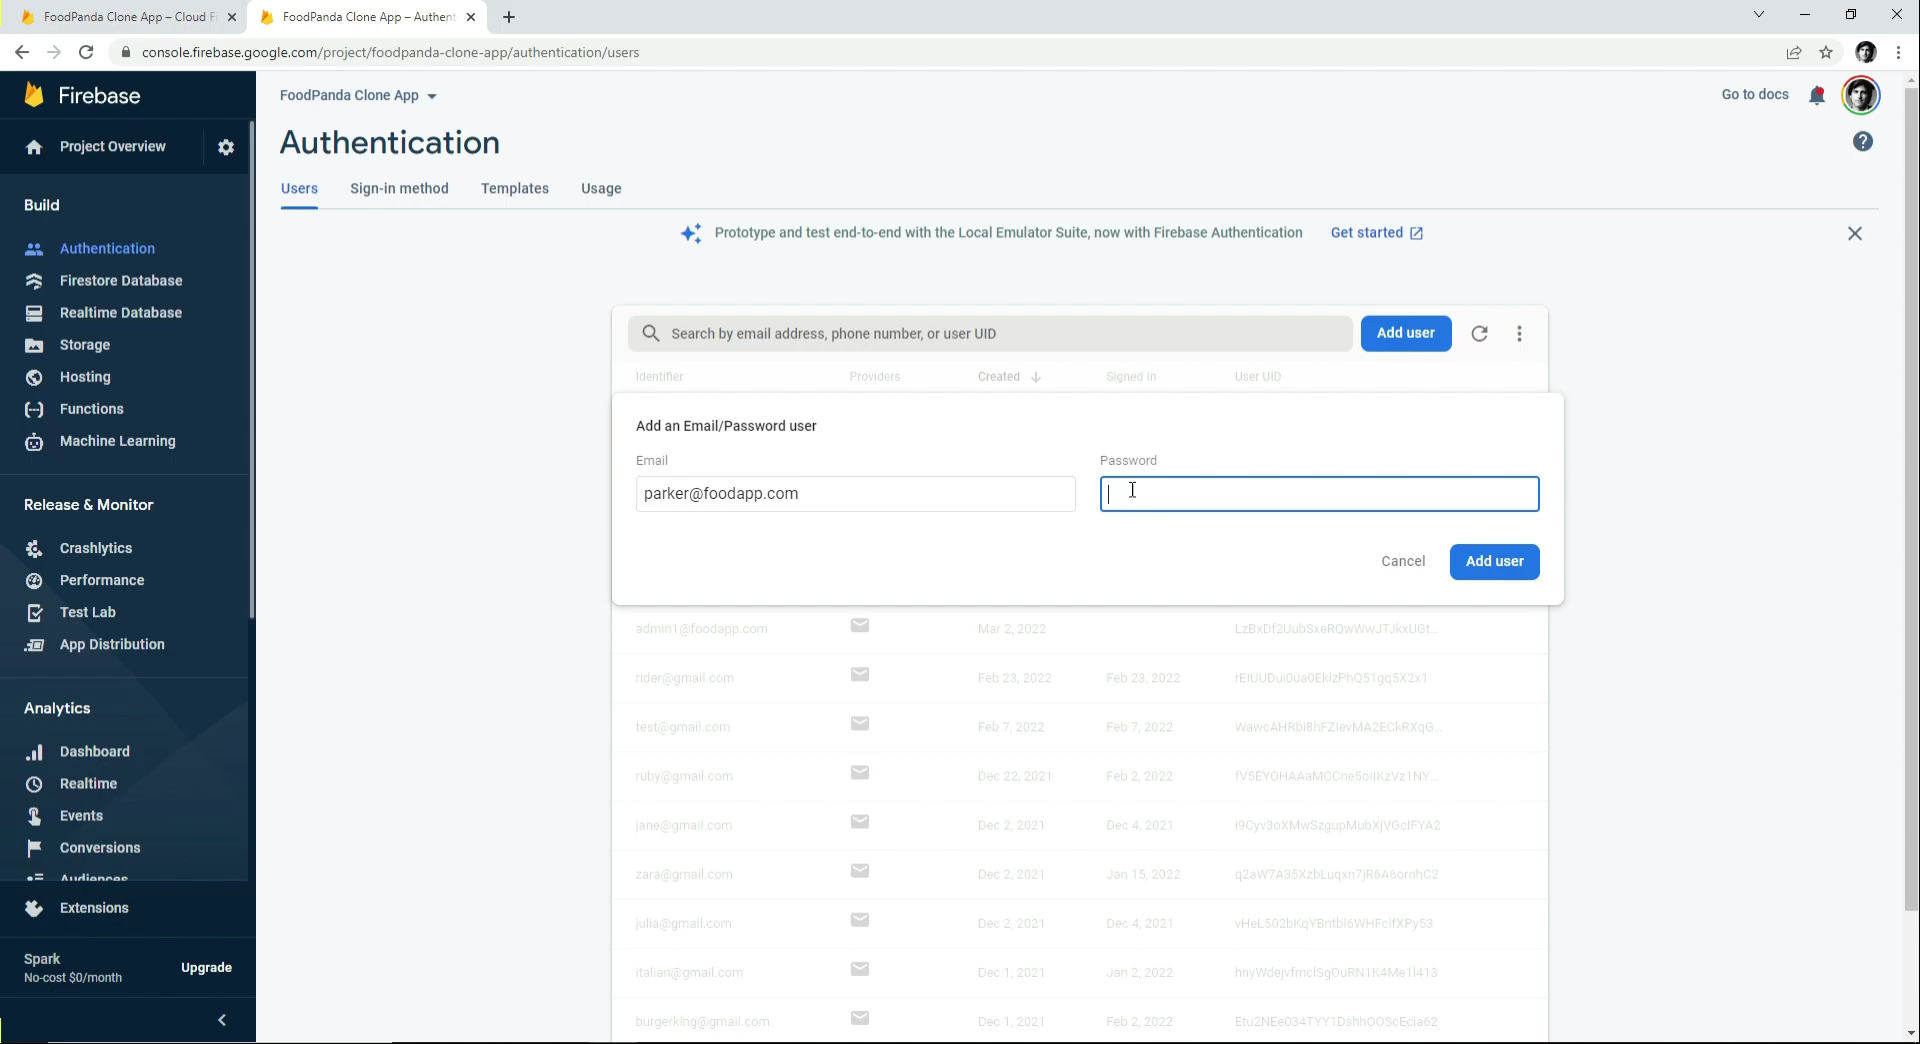 FoodPanda Clone App – Cloud Fi
FoodPanda Clone App – Authent
console.firebase.google.com/project/foodpanda-clone-app/authentication/users
Firebase
Project Overview
Build
Authentication
Firestore Database
Realtime Database
Storage
Hosting
Functions
Machine Learning
Release & Monitor
Crashlytics
Performance
Test Lab
App Distribution
Analytics
Dashboard
Realtime
Events
Conversions
Audiences
Extensions
Spark
No-cost $0/month
Upgrade
FoodPanda Clone App
Go to docs
Authentication
Users Sign-in method Templates Usage
Prototype and test end-to-end with the Local Emulator Suite, now with Firebase Authentication Get started
Search by email address, phone number, or user UID Add user
Identifier Providers Created Signed In User UID
Add an Email/Password user
Email Password
parker@foodapp.com
Cancel Add user
admin1@foodapp.com Mar 2, 2022
rider@gmail.com Feb 23, 2022 Feb 23, 2022
test@gmail.com Feb 7, 2022 Feb 7, 2022
ruby@gmail.com Dec 22, 2021 Feb 2, 2022
jane@gmail.com Dec 2, 2021 Dec 4, 2021
zara@gmail.com Dec 2, 2021 Jan 15, 2022
julia@gmail.com Dec 2, 2021 Dec 4, 2021
italian@gmail.com Dec 1, 2021 Jan 2, 2022
burgerking@gmail.com Dec 1, 2021 Feb 2, 2022